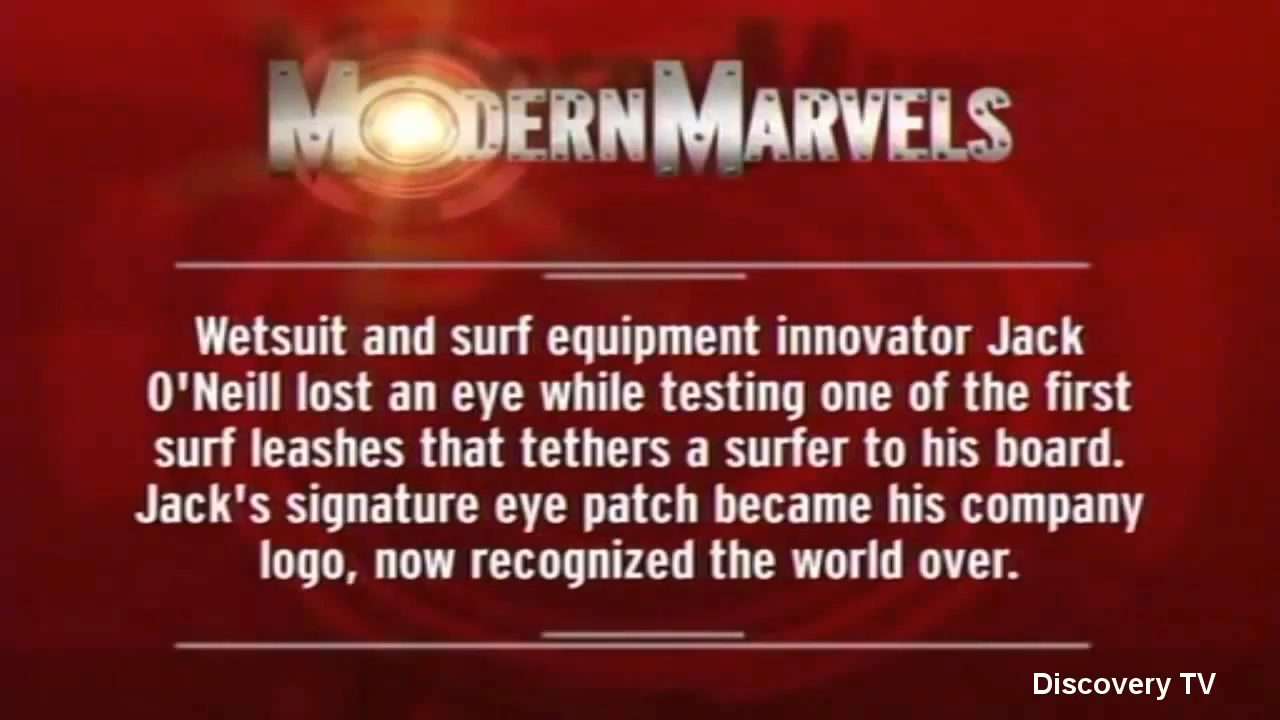 MODERN MARVELS
Wetsuit and surf equipment innovator Jack
O'Neill lost an eye while testing one of the first
surf leashes that tethers a surfer to his board.
Jack's signature eye patch became his company
logo, now recognized the world over.
Discovery TV